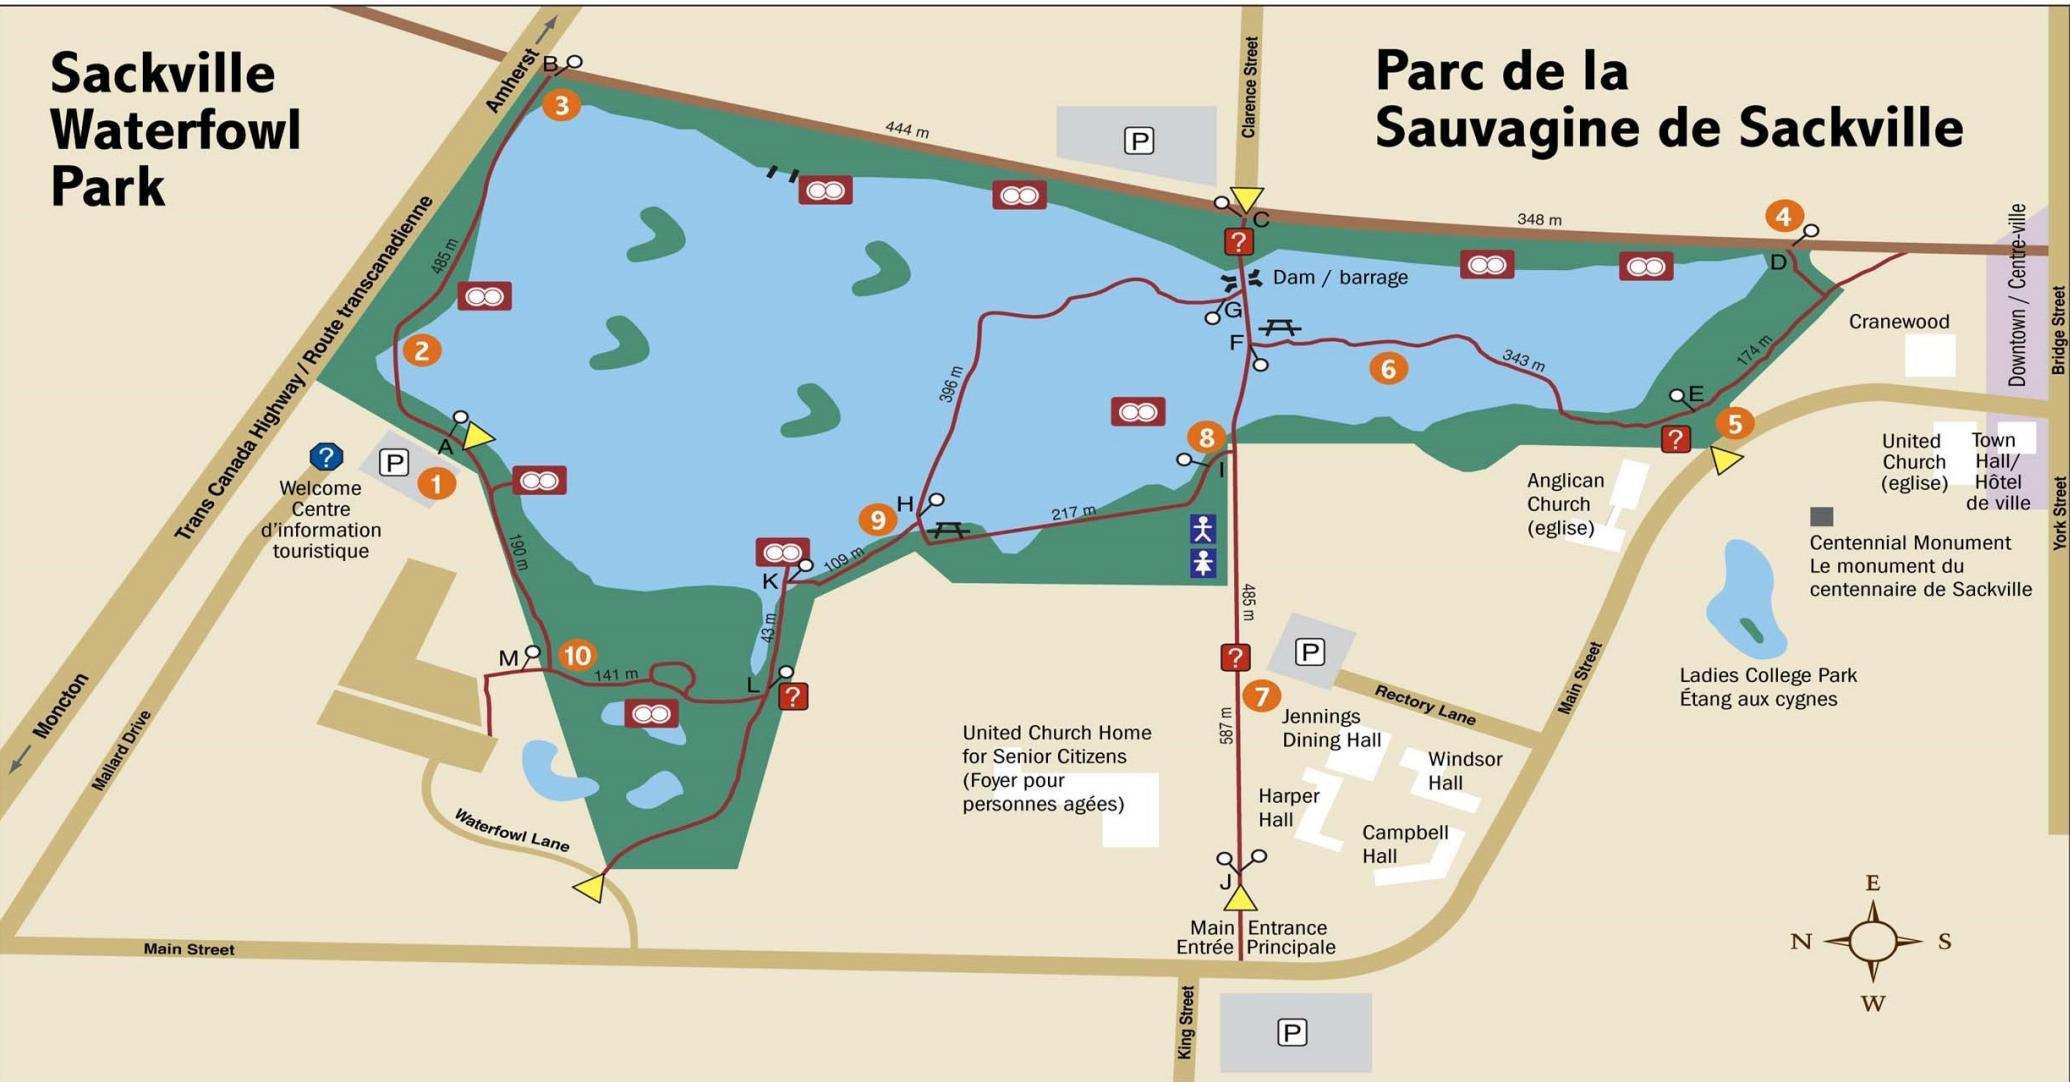 Sackville
Waterfowl
Park
Parc de la
Sauvagine de Sackville
Amherst
B
3
444 m
P
Clarence Street
C
?
348 m
4
D
Downtown / Centre-ville
Bridge Street
York Street
Trans Canada Highway / Route transcanadienne
485 m
2
Dam / barrage
G
F
396 m
6
343 m
174 m
E
5
?
Cranewood
A
P
1
?
Welcome
Centre
d'information
touristique
8
I
H
9
217 m
109 m
K
43 m
190 m
M
10
141 m
L
?
485 m
?
7
587 m
P
Rectory Lane
Main Street
Anglican
Church
(eglise)
United
Church
(eglise)
Town
Hall/
Hôtel
de ville
Centennial Monument
Le monument du
centennaire de Sackville
Ladies College Park
Étang aux cygnes
Jennings
Dining Hall
Windsor
Hall
Harper
Hall
Campbell
Hall
United Church Home
for Senior Citizens
(Foyer pour
personnes agées)
Moncton
Mallard Drive
Waterfowl Lane
J
Main Entrance
Entrée Principale
Main Street
King Street
P
E
N S
W